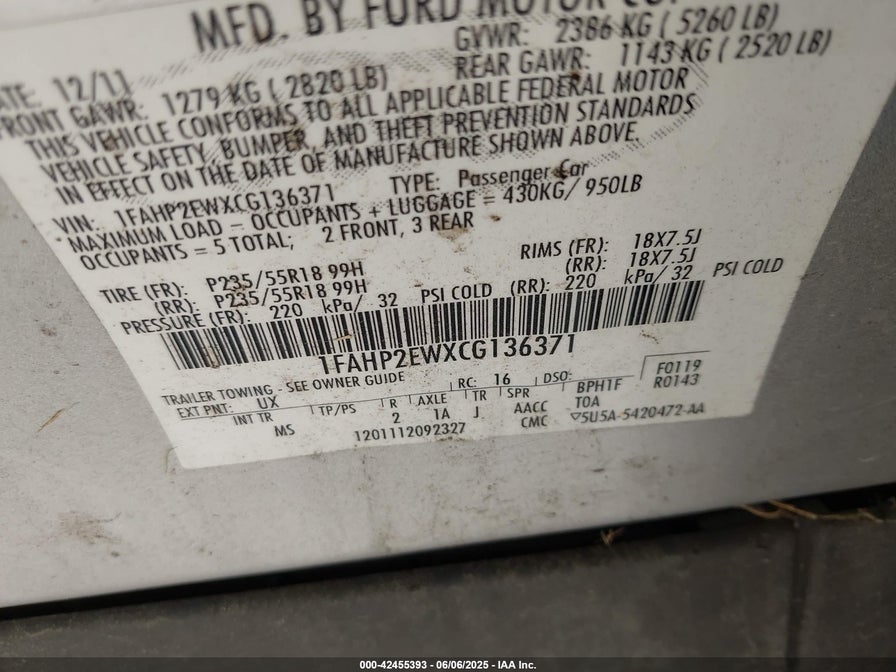 MFD. BY FORD MOTOR CO.
12/11 GVWR: 2386 KG ( 5260 LB)
FRONT GAWR: 1279 KG ( 2820 LB) REAR GAWR: 1143 KG ( 2520 LB)
THIS VEHICLE CONFORMS TO ALL APPLICABLE FEDERAL MOTOR
VEHICLE SAFETY, BUMPER, AND THEFT PREVENTION STANDARDS
IN EFFECT ON THE DATE OF MANUFACTURE SHOWN ABOVE.
VIN: 1FAHP2EWXCG136371 TYPE: Passenger Car
MAXIMUM LOAD = OCCUPANTS + LUGGAGE = 430KG/ 950LB
OCCUPANTS = 5 TOTAL; 2 FRONT, 3 REAR
TIRE (FR): P235/55R18 99H RIMS (FR): 18X7.5J
(RR): P235/55R18 99H (RR): 18X7.5J
PRESSURE (FR): 220 kPa/ 32 PSI COLD (RR): 220 kPa/ 32 PSI COLD
1FAHP2EWXCG136371
TRAILER TOWING - SEE OWNER GUIDE F0119
EXT PNT: UX RC: 16 DSO: R0143
INT TR TP/PS R AXLE TR SPR BPH1F
MS 2 1A J AACC TOA
1201112092327 CMC ▽5U5A-5420472-AA
000-42455393 - 06/06/2025 - IAA Inc.